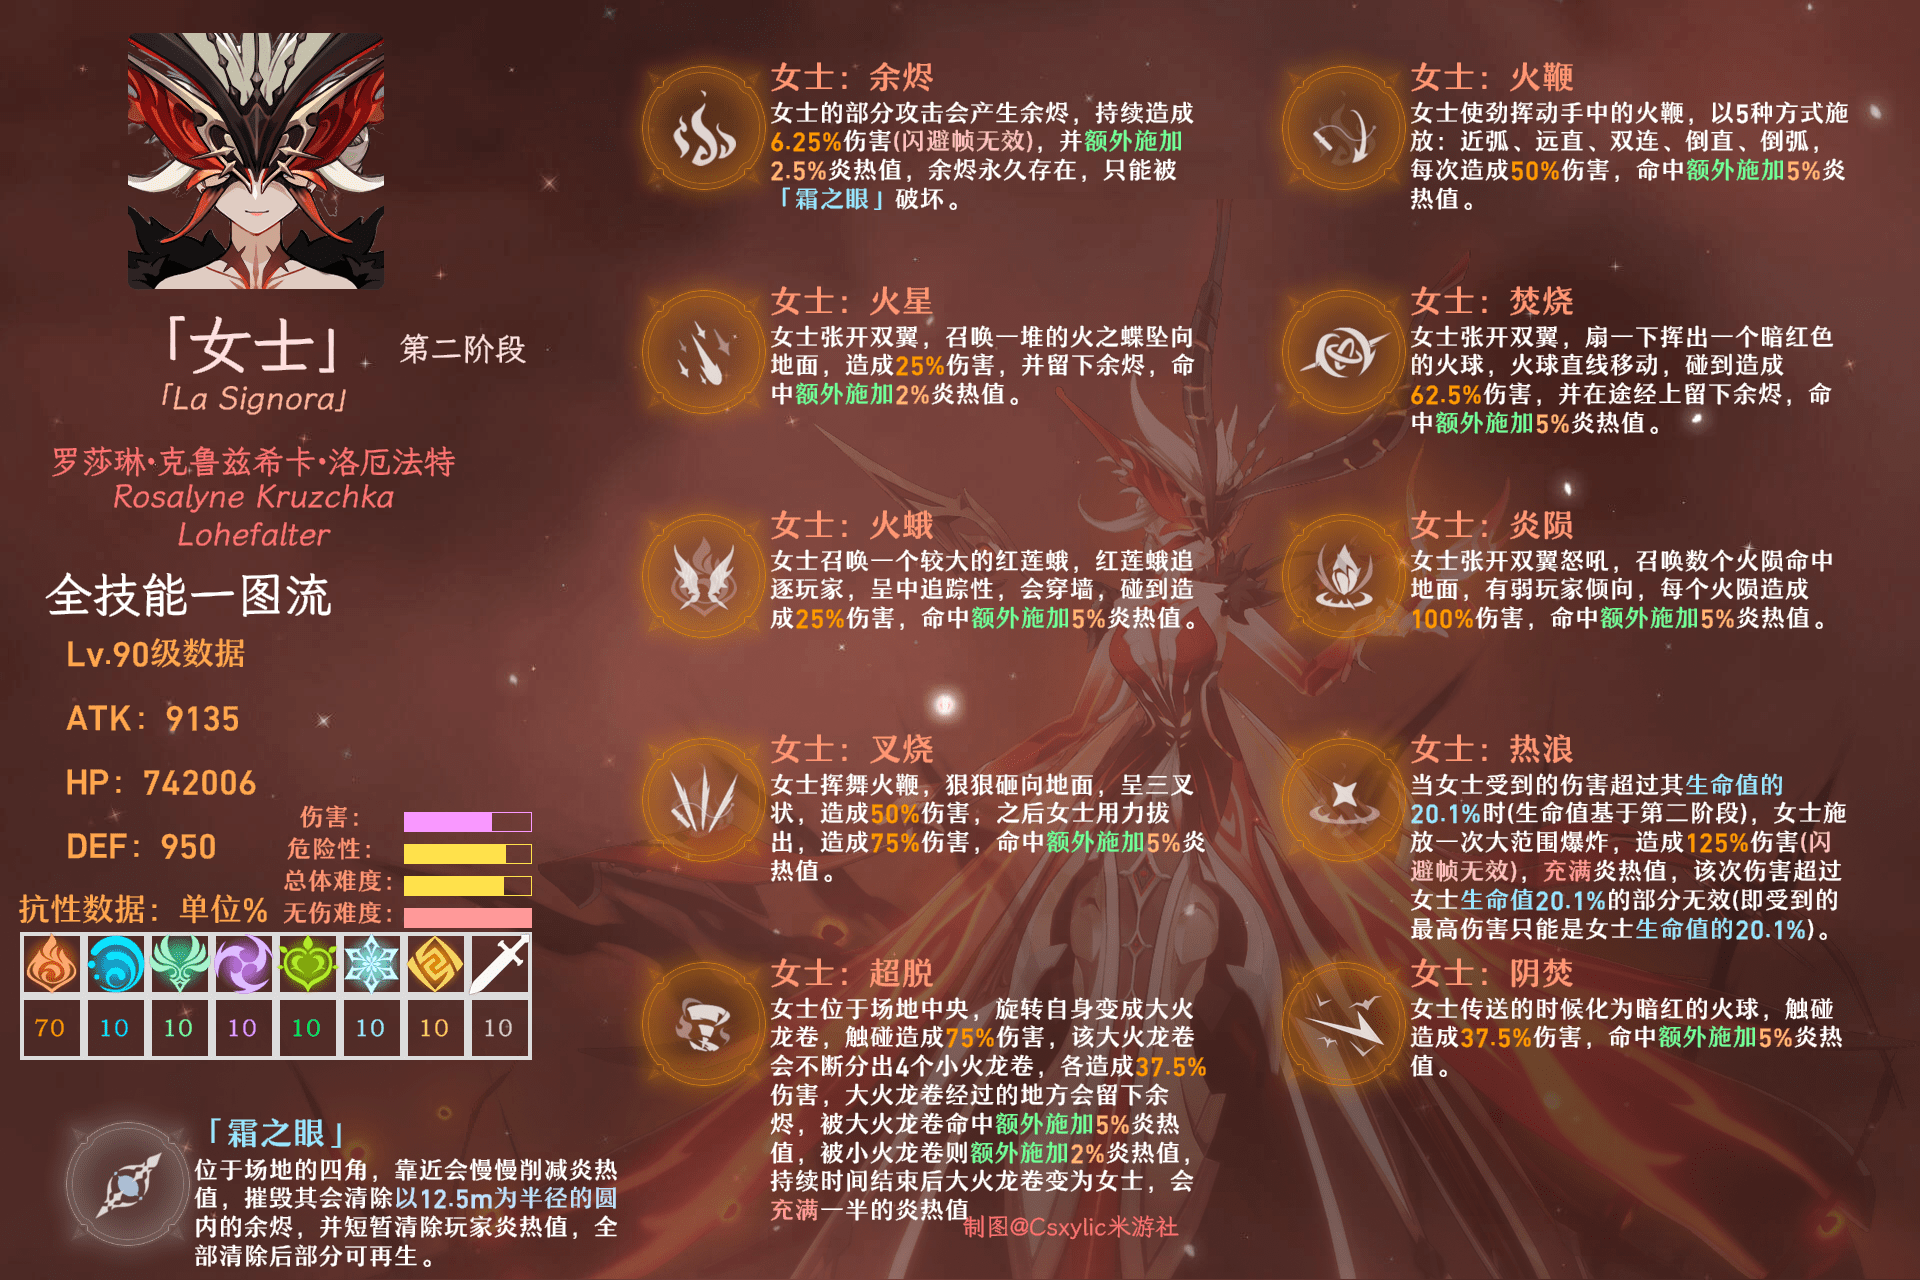 「女士」 第二阶段
「La Signora」
罗莎琳·克鲁兹希卡·洛厄法特
Rosalyne Kruzchka
Lohefalter
全技能一图流
Lv.90级数据
ATK：9135
HP：742006
DEF：950
伤害：
危险性：
总体难度：
无伤难度：
抗性数据：单位%
70 10 10 10 10 10 10 10
「霜之眼」
位于场地的四角，靠近会慢慢削减炎热
值，摧毁其会清除以12.5m为半径的圆
内的余烬，并短暂清除玩家炎热值，全
部清除后部分可再生。
女士：余烬
女士的部分攻击会产生余烬，持续造成
6.25%伤害(闪避帧无效)，并额外施加
2.5%炎热值，余烬永久存在，只能被
「霜之眼」破坏。
女士：火星
女士张开双翼，召唤一堆的火之蝶坠向
地面，造成25%伤害，并留下余烬，命
中额外施加2%炎热值。
女士：火蛾
女士召唤一个较大的红莲蛾，红莲蛾追
逐玩家，呈中追踪性，会穿墙，碰到造
成25%伤害，命中额外施加5%炎热值。
女士：叉烧
女士挥舞火鞭，狠狠砸向地面，呈三叉
状，造成50%伤害，之后女士用力拔
出，造成75%伤害，命中额外施加5%炎
热值。
女士：超脱
女士位于场地中央，旋转自身变成大火
龙卷，触碰造成75%伤害，该大火龙卷
会不断分出4个小火龙卷，各造成37.5%
伤害，大火龙卷经过的地方会留下余
烬，被大火龙卷命中额外施加5%炎热
值，被小火龙卷则额外施加2%炎热值，
持续时间结束后大火龙卷变为女士，会
充满一半的炎热值
女士：火鞭
女士使劲挥动手中的火鞭，以5种方式施
放：近弧、远直、双连、倒直、倒弧，
每次造成50%伤害，命中额外施加5%炎
热值。
女士：焚烧
女士张开双翼，扇一下挥出一个暗红色
的火球，火球直线移动，碰到造成
62.5%伤害，并在途经上留下余烬，命
中额外施加5%炎热值。
女士：炎陨
女士张开双翼怒吼，召唤数个火陨命中
地面，有弱玩家倾向，每个火陨造成
100%伤害，命中额外施加5%炎热值。
女士：热浪
当女士受到的伤害超过其生命值的
20.1%时(生命值基于第二阶段)，女士施
放一次大范围爆炸，造成125%伤害(闪
避帧无效)，充满炎热值，该次伤害超过
女士生命值20.1%的部分无效(即受到的
最高伤害只能是女士生命值的20.1%)。
女士：阴焚
女士传送的时候化为暗红的火球，触碰
造成37.5%伤害，命中额外施加5%炎热
值。
制图@Csxylic米游社